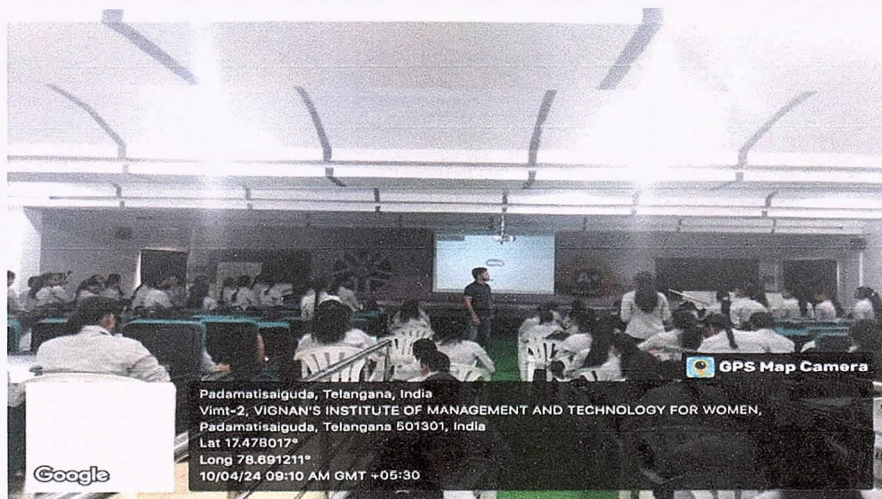 GPS Map Camera
Padamatisaiguda, Telangana, India
Vimt-2, VIGNAN'S INSTITUTE OF MANAGEMENT AND TECHNOLOGY FOR WOMEN,
Padamatisaiguda, Telangana 501301, India
Lat 17.478017°
Long 78.691211°
10/04/24 09:10 AM GMT +05:30
Google